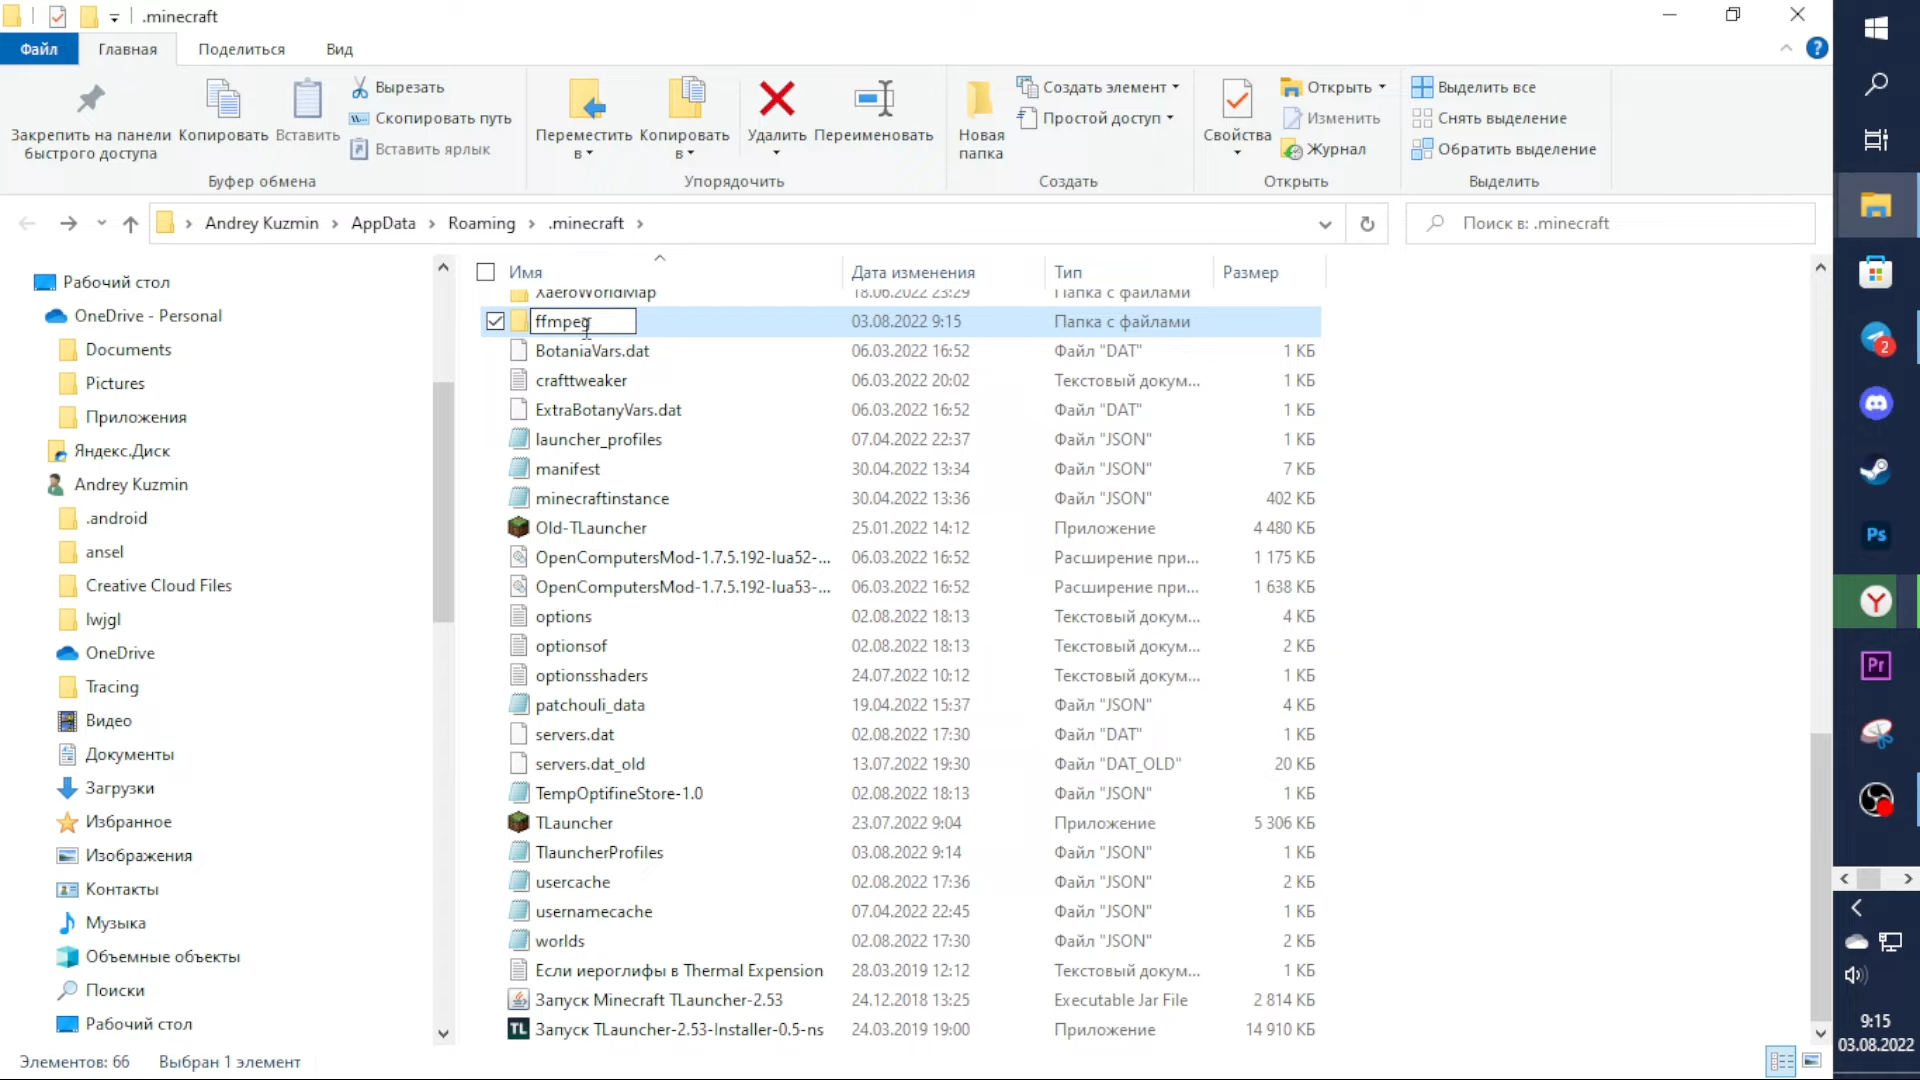 .minecraft
Файл Главная Поделиться Вид
Закрепить на панели быстрого доступа
Копировать
Вставить
Вырезать
Скопировать путь
Вставить ярлык
Буфер обмена
Переместить в
Копировать в
Удалить
Переименовать
Упорядочить
Новая папка
Создать элемент
Простой доступ
Создать
Свойства
Открыть
Изменить
Журнал
Открыть
Выделить все
Снять выделение
Обратить выделение
Выделить
Andrey Kuzmin AppData Roaming .minecraft
Поиск в: .minecraft
Рабочий стол
OneDrive - Personal
Documents
Pictures
Приложения
Яндекс.Диск
Andrey Kuzmin
.android
ansel
Creative Cloud Files
lwjgl
OneDrive
Tracing
Видео
Документы
Загрузки
Избранное
Изображения
Контакты
Музыка
Объемные объекты
Поиски
Рабочий стол
Имя Дата изменения Тип Размер
XaeroWorldMap 18.06.2022 23:29 Папка с файлами
ffmpeg 03.08.2022 9:15 Папка с файлами
BotaniaVars.dat 06.03.2022 16:52 Файл "DAT" 1 КБ
crafttweaker 06.03.2022 20:02 Текстовый докум... 1 КБ
ExtraBotanyVars.dat 06.03.2022 16:52 Файл "DAT" 1 КБ
launcher_profiles 07.04.2022 22:37 Файл "JSON" 1 КБ
manifest 30.04.2022 13:34 Файл "JSON" 7 КБ
minecraftinstance 30.04.2022 13:36 Файл "JSON" 402 КБ
Old-TLauncher 25.01.2022 14:12 Приложение 4 480 КБ
OpenComputersMod-1.7.5.192-lua52-... 06.03.2022 16:52 Расширение при... 1 175 КБ
OpenComputersMod-1.7.5.192-lua53-... 06.03.2022 16:52 Расширение при... 1 638 КБ
options 02.08.2022 18:13 Текстовый докум... 4 КБ
optionsof 02.08.2022 18:13 Текстовый докум... 2 КБ
optionsshaders 24.07.2022 10:12 Текстовый докум... 1 КБ
patchouli_data 19.04.2022 15:37 Файл "JSON" 4 КБ
servers.dat 02.08.2022 17:30 Файл "DAT" 1 КБ
servers.dat_old 13.07.2022 19:30 Файл "DAT_OLD" 20 КБ
TempOptifineStore-1.0 02.08.2022 18:13 Файл "JSON" 1 КБ
TLauncher 23.07.2022 9:04 Приложение 5 306 КБ
TlauncherProfiles 03.08.2022 9:14 Файл "JSON" 1 КБ
usercache 02.08.2022 17:36 Файл "JSON" 2 КБ
usernamecache 07.04.2022 22:45 Файл "JSON" 1 КБ
worlds 02.08.2022 17:30 Файл "JSON" 2 КБ
Если иероглифы в Thermal Expension 28.03.2019 12:12 Текстовый докум... 1 КБ
Запуск Minecraft TLauncher-2.53 24.12.2018 13:25 Executable Jar File 2 814 КБ
TL Запуск TLauncher-2.53-Installer-0.5-ns 24.03.2019 19:00 Приложение 14 910 КБ
Элементов: 66 Выбран 1 элемент
2
Ps
Y
Pr
9:15
03.08.2022